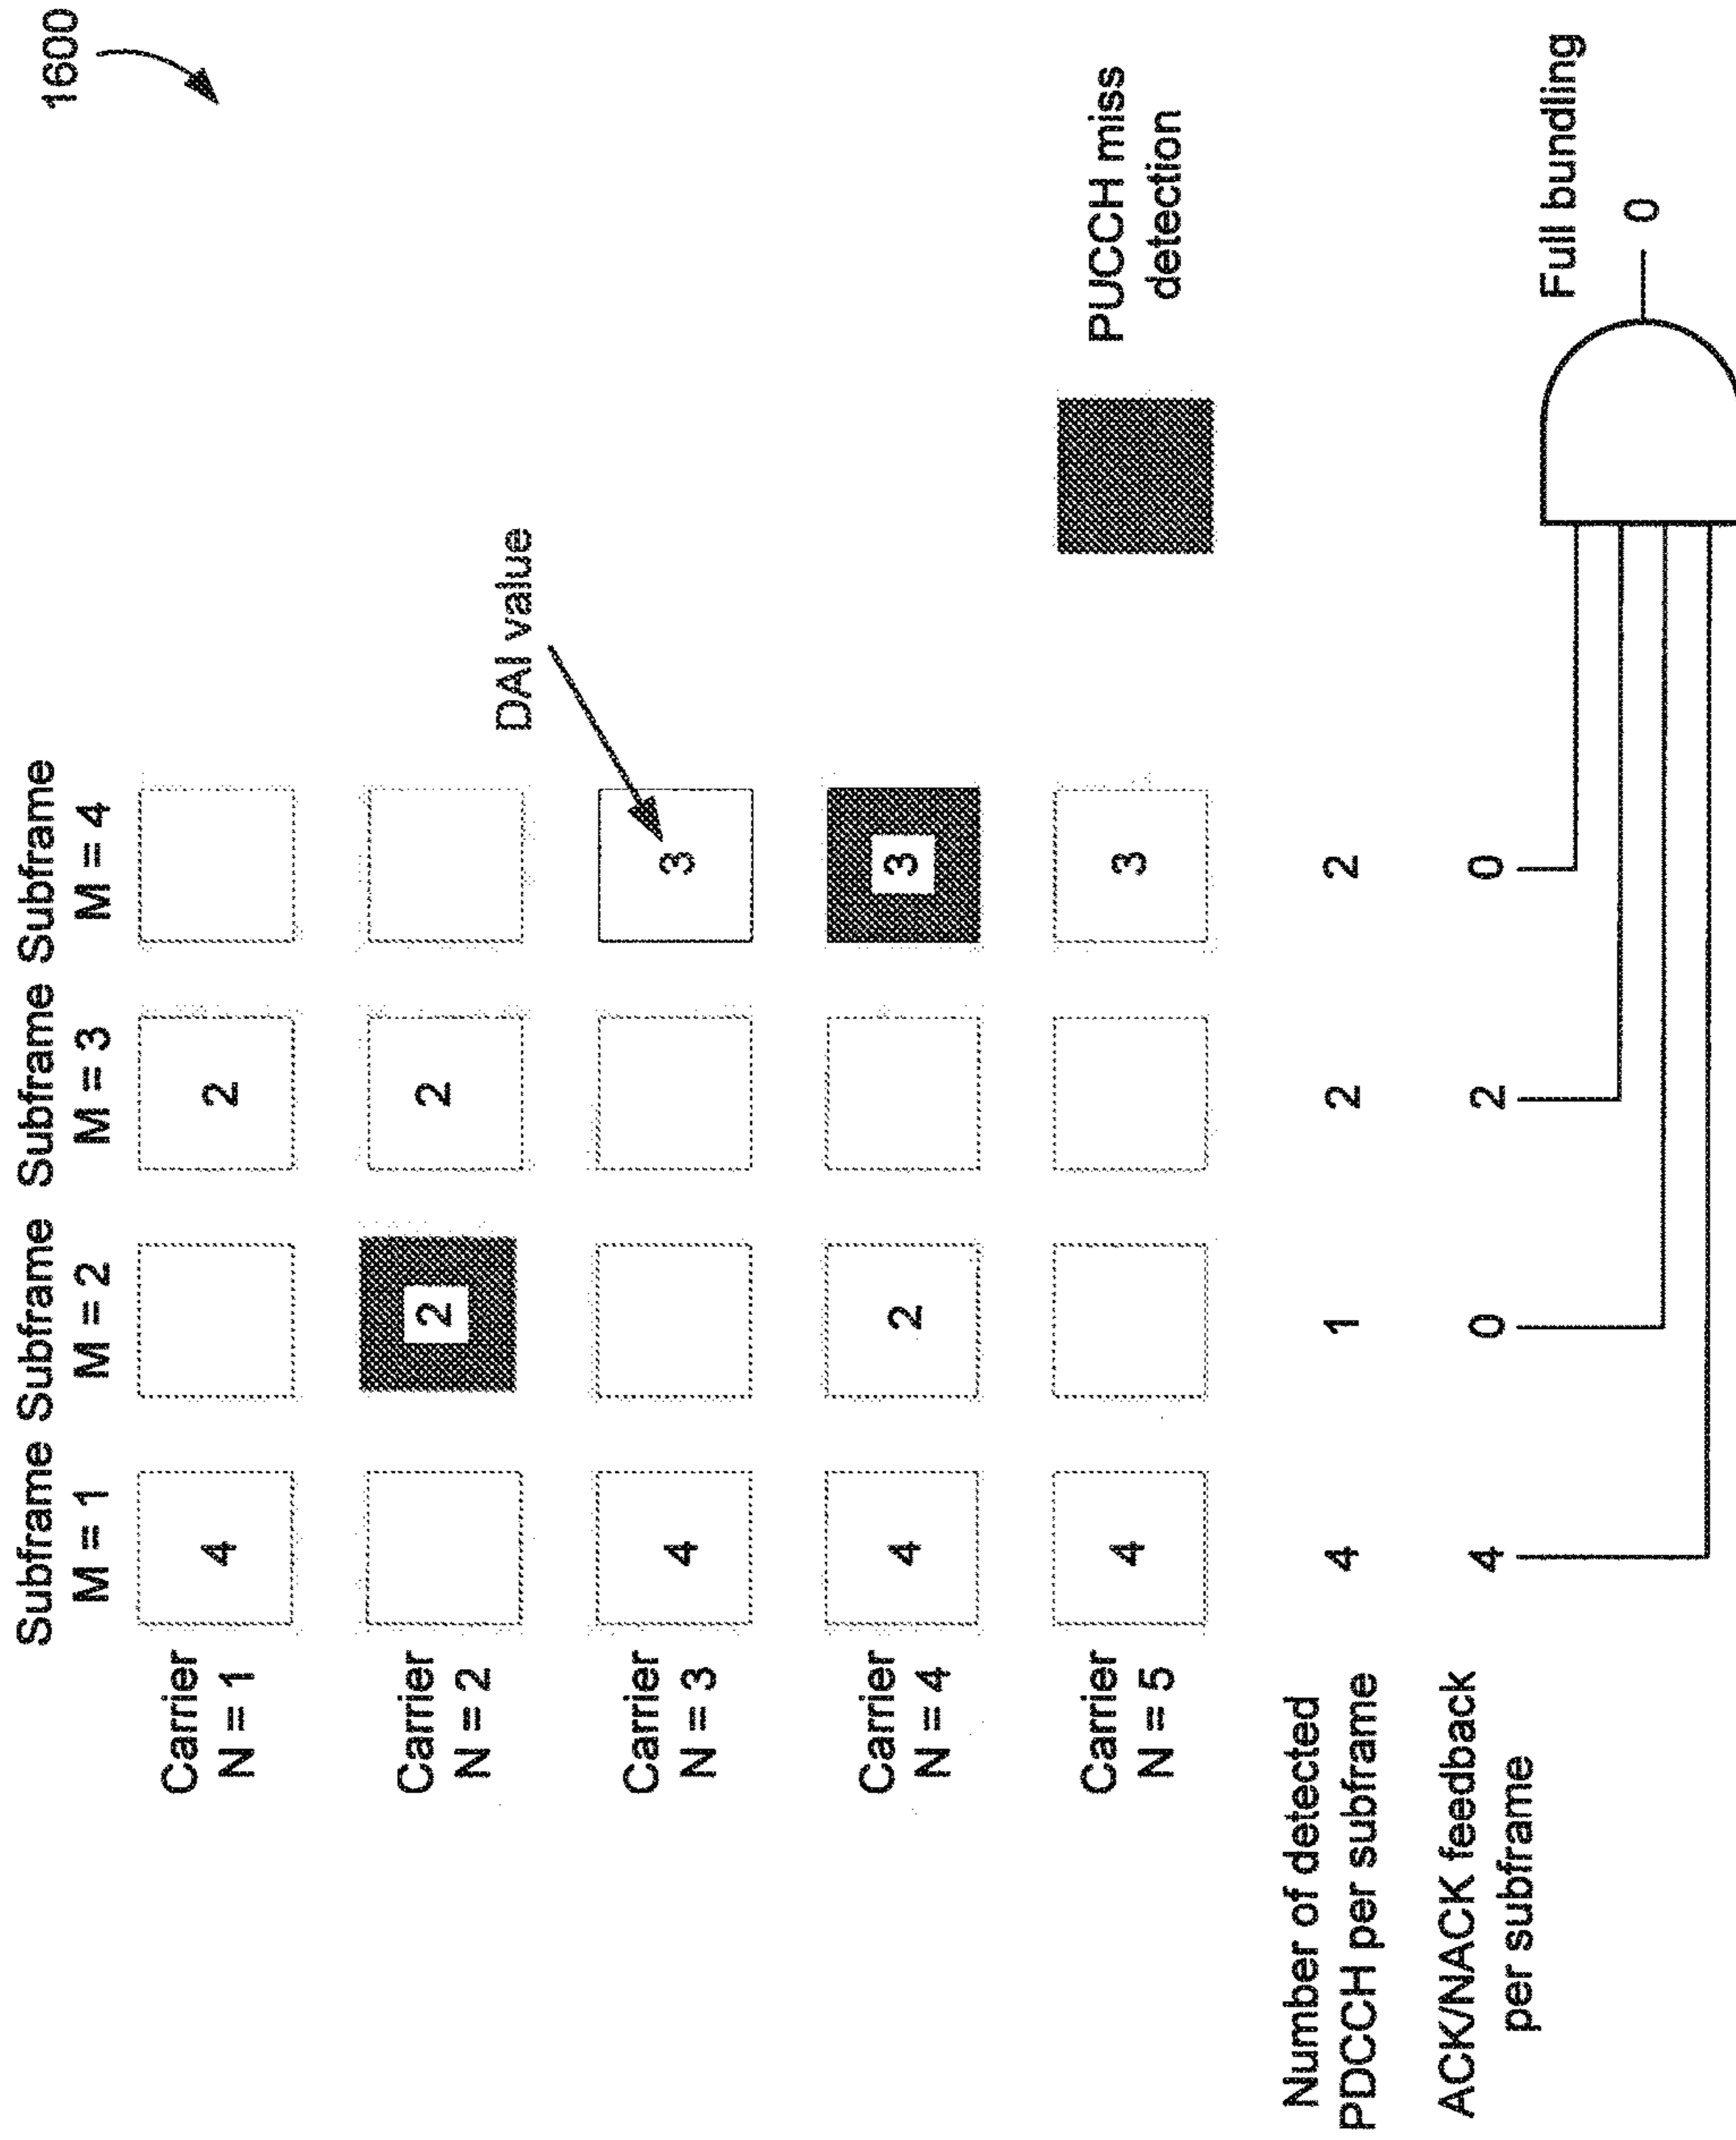 1600
Subframe Subframe Subframe Subframe
M = 1 M = 2 M = 3 M = 4
Carrier
N = 1
4 2
Carrier
N = 2
2 2
DAI value
Carrier
N = 3
4 3
Carrier
N = 4
4 2 3
Carrier
N = 5
4 3
PUCCH miss
detection
Number of detected
PDCCH per subframe
4 1 2 2
ACK/NACK feedback
per subframe
4 0 2 0
Full bundling
0